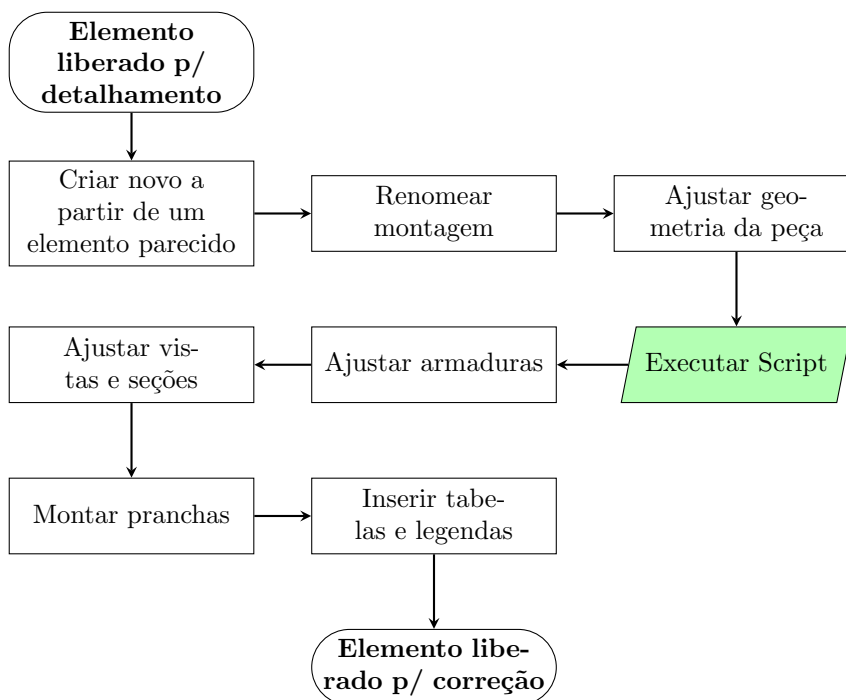 Elemento
liberado p/
detalhamento
Criar novo a
partir de um
elemento parecido
Renomear
montagem
Ajustar geo-
metria da peça
Executar Script
Ajustar armaduras
Ajustar vis-
tas e seções
Montar pranchas
Inserir tabe-
las e legendas
Elemento libe-
rado p/ correção